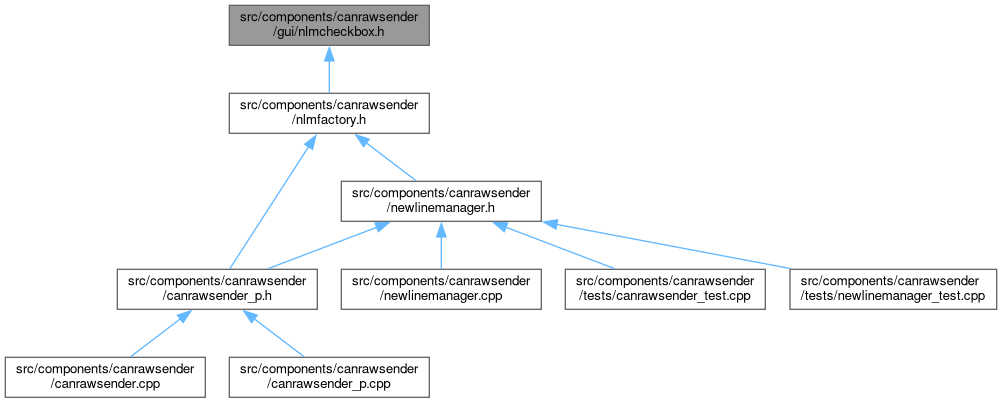 src/components/canrawsender
/gui/nlmcheckbox.h
src/components/canrawsender
/nlmfactory.h
src/components/canrawsender
/newlinemanager.h
src/components/canrawsender
/canrawsender_p.h
src/components/canrawsender
/newlinemanager.cpp
src/components/canrawsender
/tests/canrawsender_test.cpp
src/components/canrawsender
/tests/newlinemanager_test.cpp
src/components/canrawsender
/canrawsender.cpp
src/components/canrawsender
/canrawsender_p.cpp